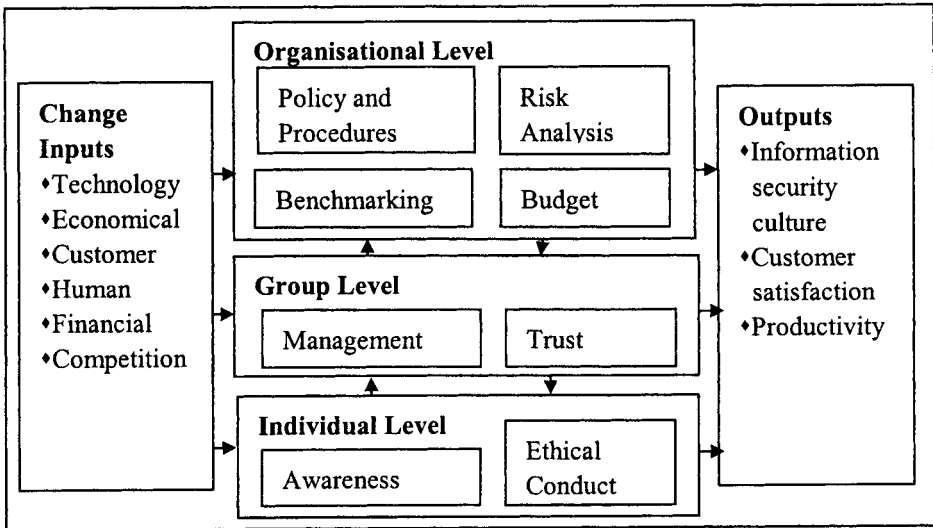 Change
Inputs
♦Technology
♦Economical
♦Customer
♦Human
♦Financial
♦Competition
Organisational Level
Policy and
Procedures
Risk
Analysis
Benchmarking
Budget
Group Level
Management
Trust
Individual Level
Awareness
Ethical
Conduct
Outputs
♦Information
security
culture
♦Customer
satisfaction
♦Productivity